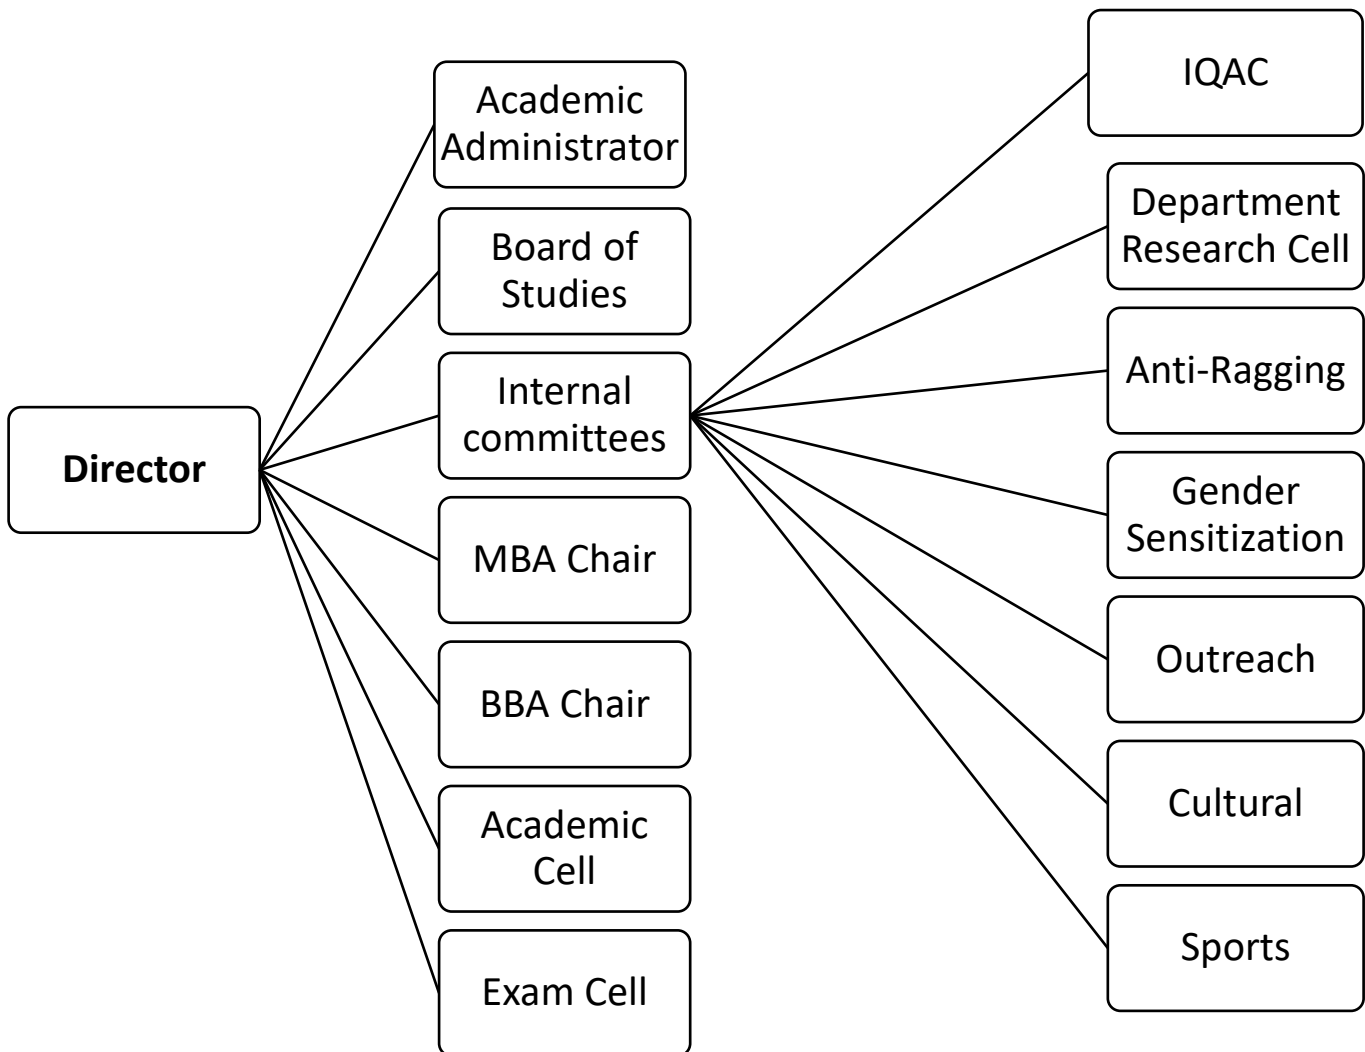 Director
Academic
Administrator
Board of
Studies
Internal
committees
MBA Chair
BBA Chair
Academic
Cell
Exam Cell
IQAC
Department
Research Cell
Anti-Ragging
Gender
Sensitization
Outreach
Cultural
Sports